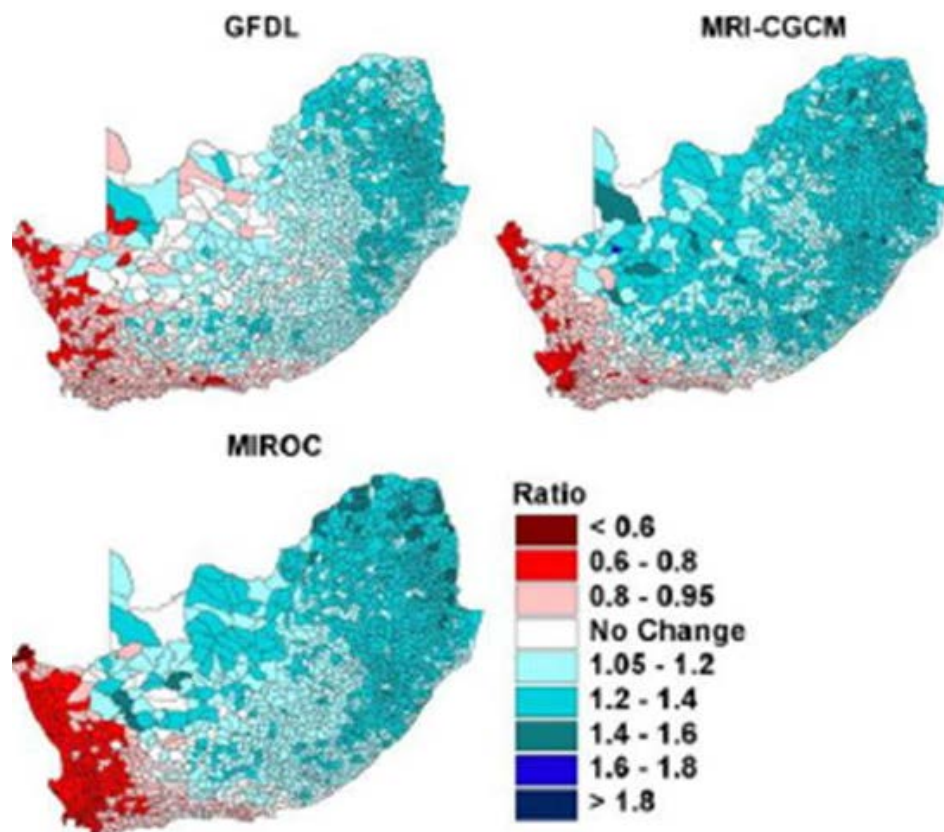 GFDL
MRI-CGCM
MIROC
Ratio
< 0.6
0.6 - 0.8
0.8 - 0.95
No Change
1.05 - 1.2
1.2 - 1.4
1.4 - 1.6
1.6 - 1.8
> 1.8